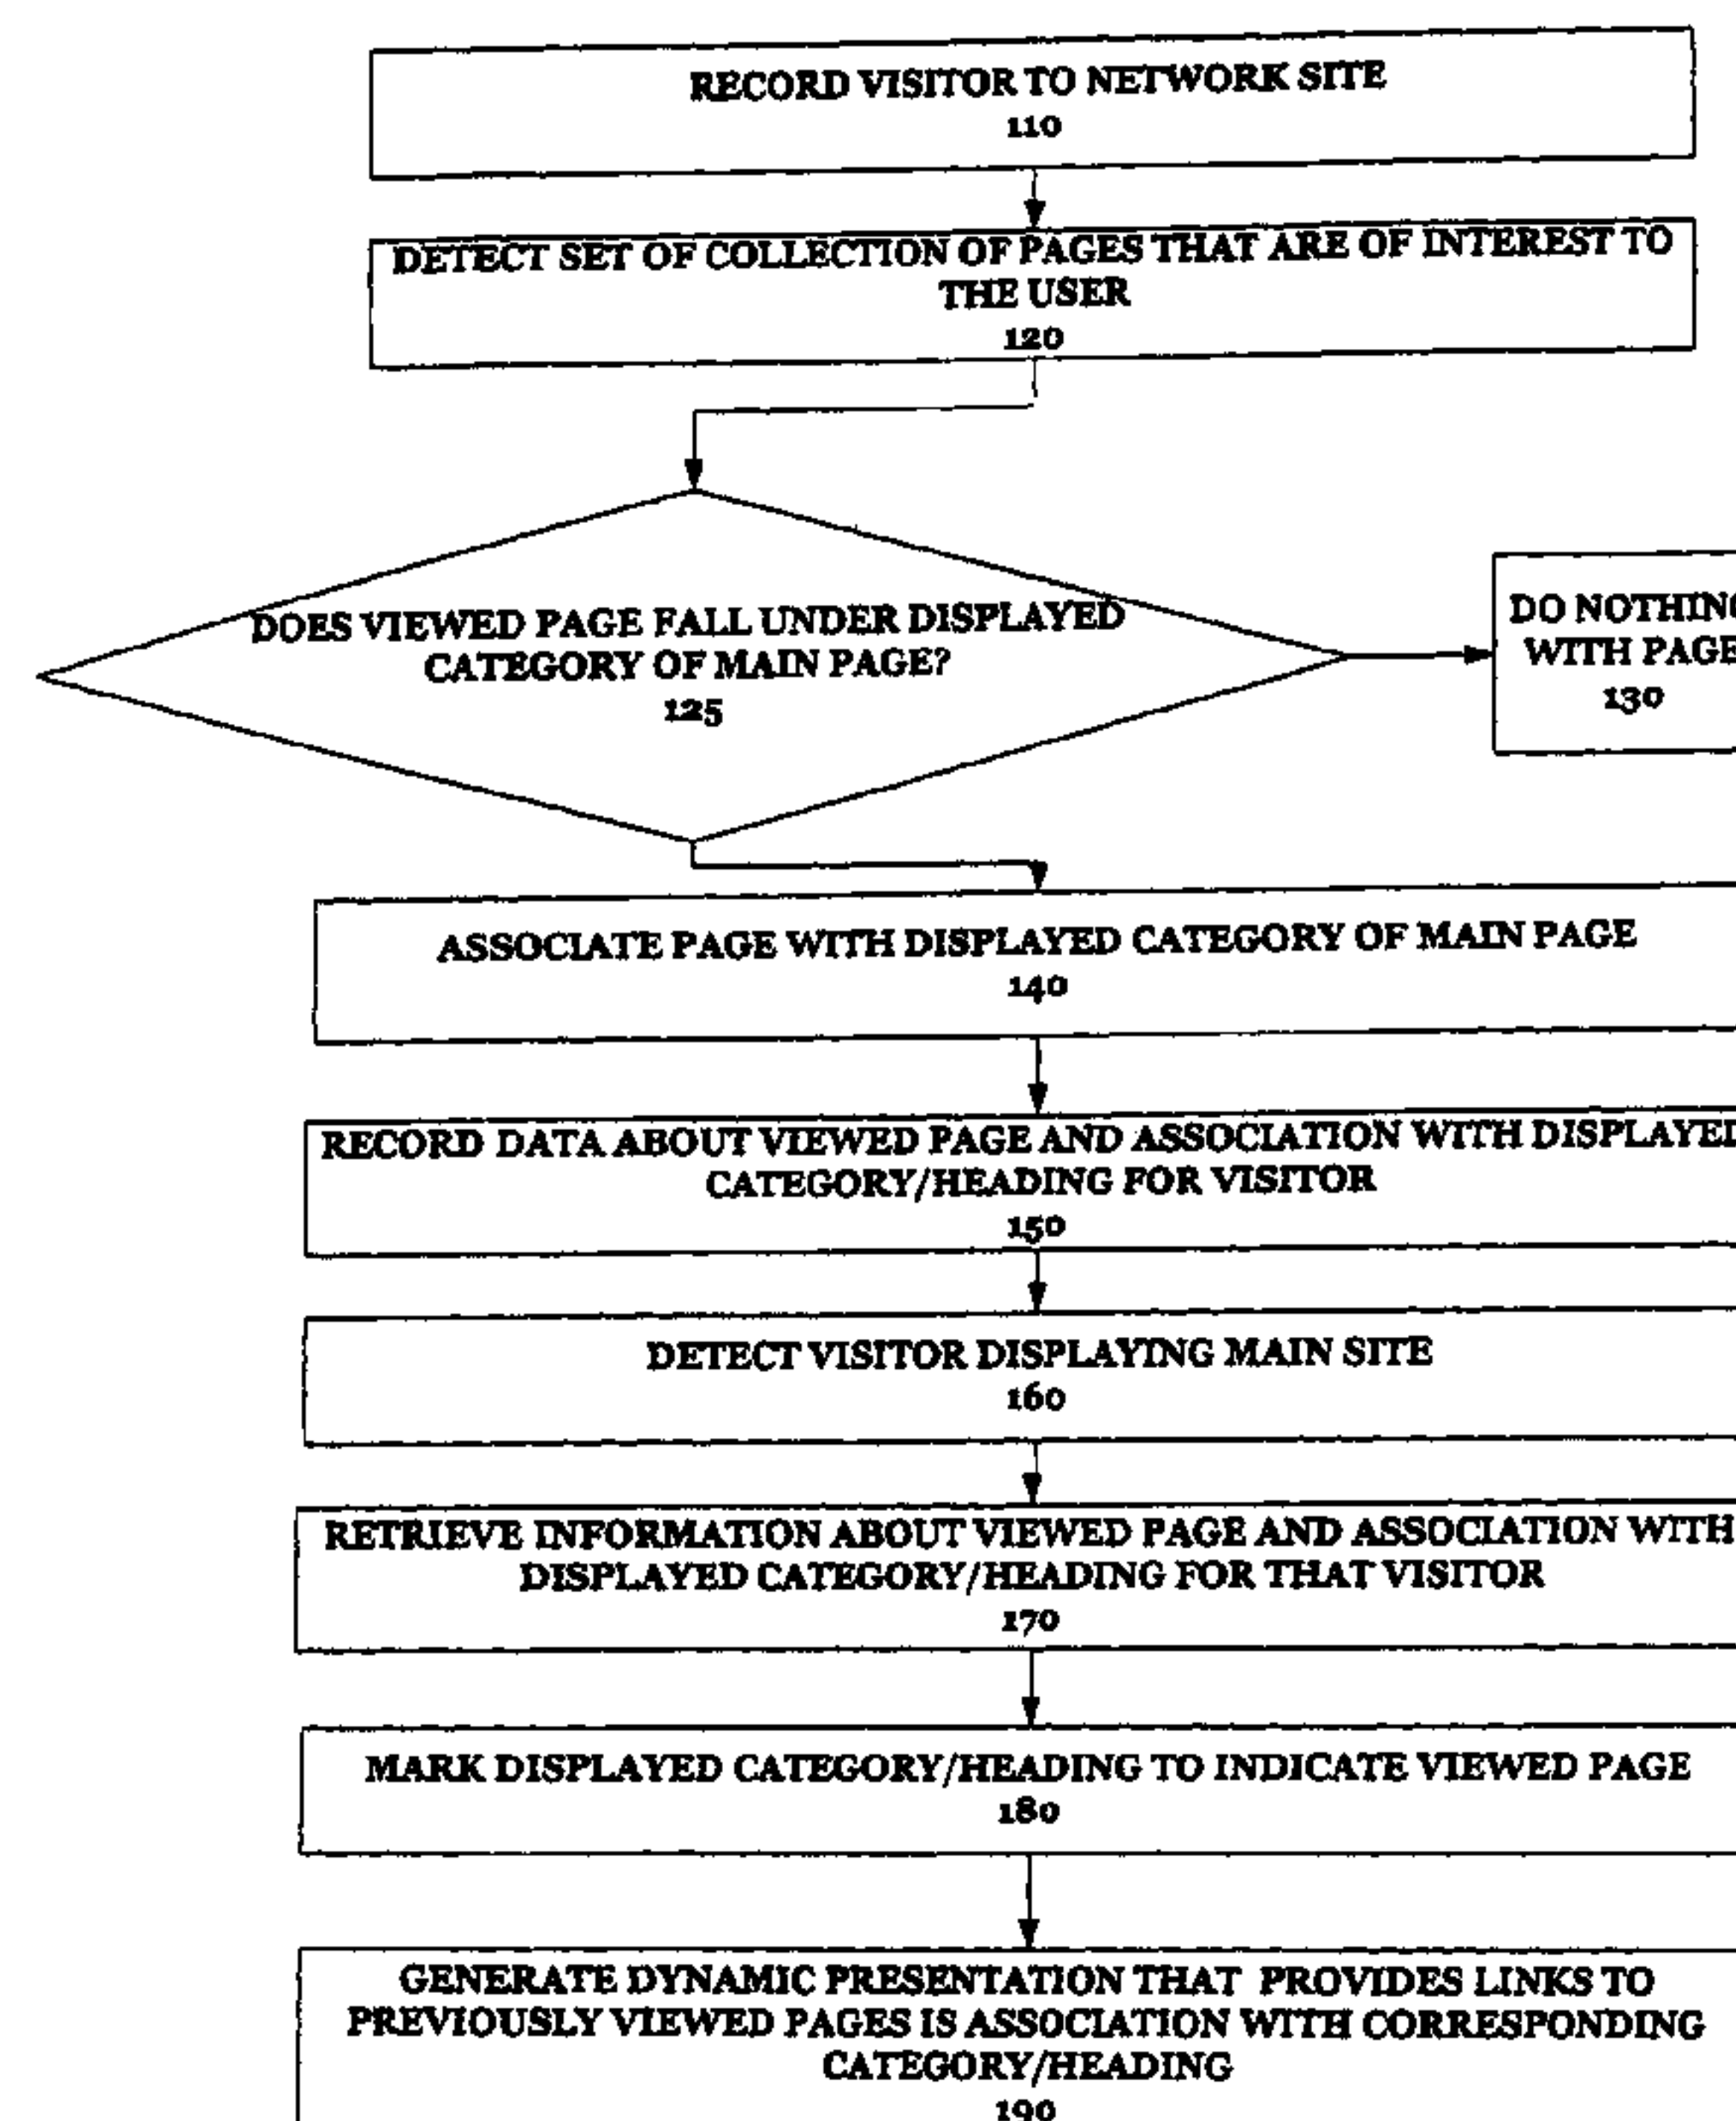 RECORD VISITOR TO NETWORK SITE
110
DETECT SET OF COLLECTION OF PAGES THAT ARE OF INTEREST TO
THE USER
120
DOES VIEWED PAGE FALL UNDER DISPLAYED
CATEGORY OF MAIN PAGE?
125
DO NOTHING
WITH PAGE
130
ASSOCIATE PAGE WITH DISPLAYED CATEGORY OF MAIN PAGE
140
RECORD DATA ABOUT VIEWED PAGE AND ASSOCIATION WITH DISPLAYED
CATEGORY/HEADING FOR VISITOR
150
DETECT VISITOR DISPLAYING MAIN SITE
160
RETRIEVE INFORMATION ABOUT VIEWED PAGE AND ASSOCIATION WITH
DISPLAYED CATEGORY/HEADING FOR THAT VISITOR
170
MARK DISPLAYED CATEGORY/HEADING TO INDICATE VIEWED PAGE
180
GENERATE DYNAMIC PRESENTATION THAT PROVIDES LINKS TO
PREVIOUSLY VIEWED PAGES IS ASSOCIATION WITH CORRESPONDING
CATEGORY/HEADING
190